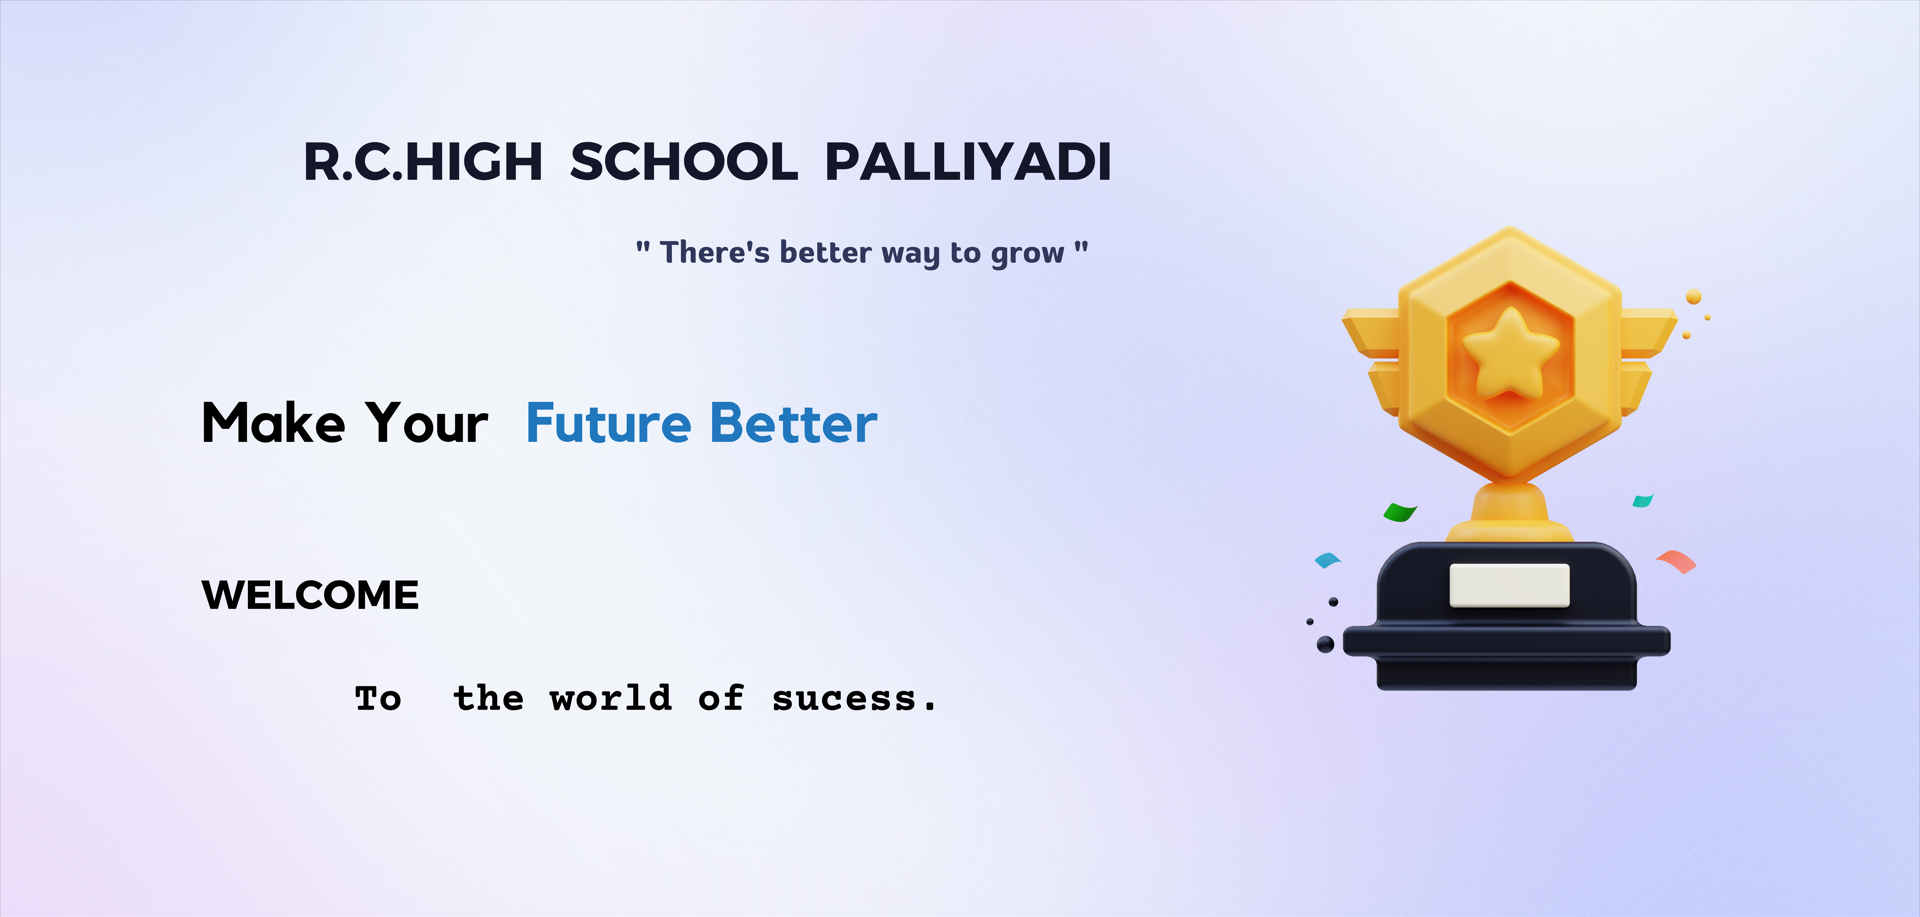 R.C.HIGH SCHOOL PALLIYADI
" There's better way to grow "
Make Your Future Better
WELCOME
To the world of sucess.